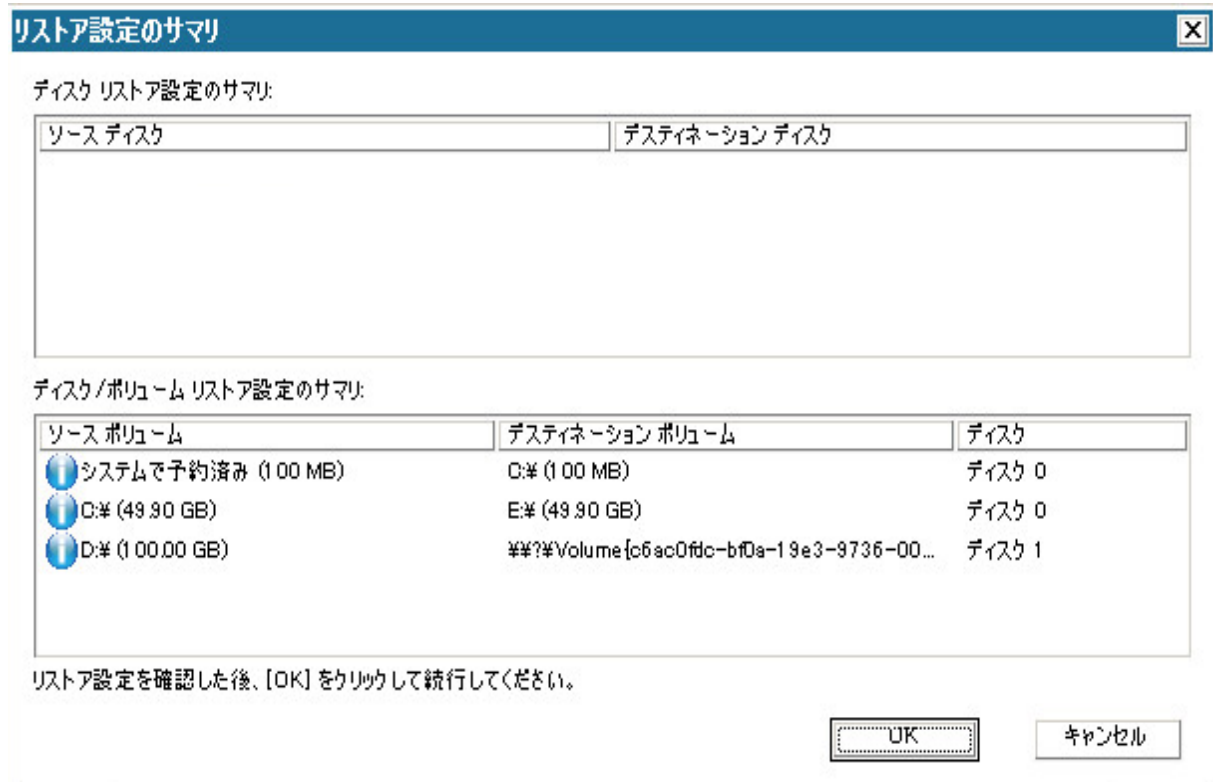 リストア設定のサマリ
ディスク リストア設定のサマリ:
ソース ディスク デスティネーション ディスク
ディスク/ボリューム リストア設定のサマリ:
ソース ボリューム デスティネーション ボリューム ディスク
システムで予約済み (100 MB) C:¥ (100 MB) ディスク 0
C:¥ (49.90 GB) E:¥ (49.90 GB) ディスク 0
D:¥ (100.00 GB) ¥¥?¥Volume{c6ac0fdc-bf0a-19e3-9736-00... ディスク 1
リストア設定を確認した後、[OK] をクリックして続行してください。
OK キャンセル